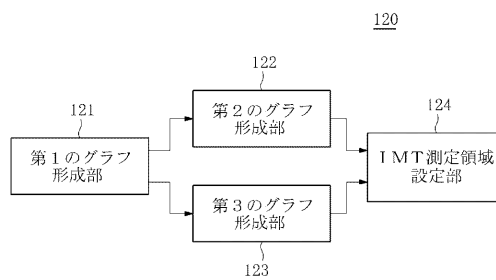 120
122
第２のグラフ
形成部
121
第１のグラフ
形成部
124
ＩＭＴ測定領域
設定部
第３のグラフ
形成部
123